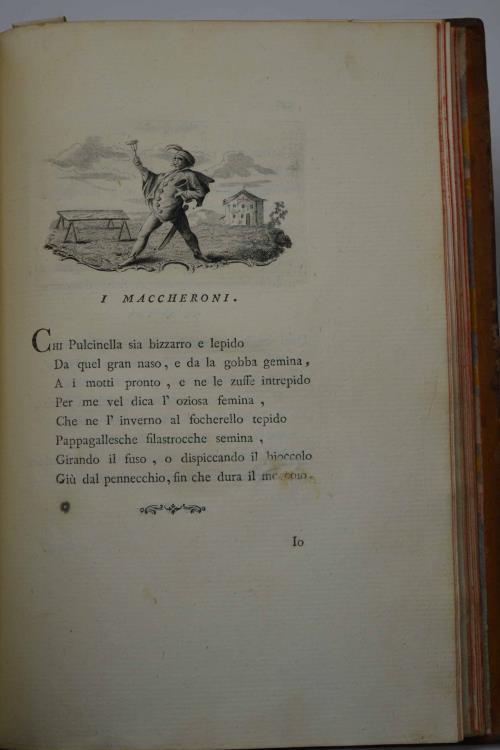 I MACCHERONI.
CHI Pulcinella sia bizzarro e lepido
Da quel gran naso, e da la gobba gemina,
A i motti pronto, e ne le zuffe intrepido
Per me vel dica l' oziosa femina,
Che ne l' inverno al focherello tepido
Pappagallesche filastrocche semina,
Girando il fuso, o dispiccando il bioccolo
Giù dal pennecchio, fin che dura il
Io